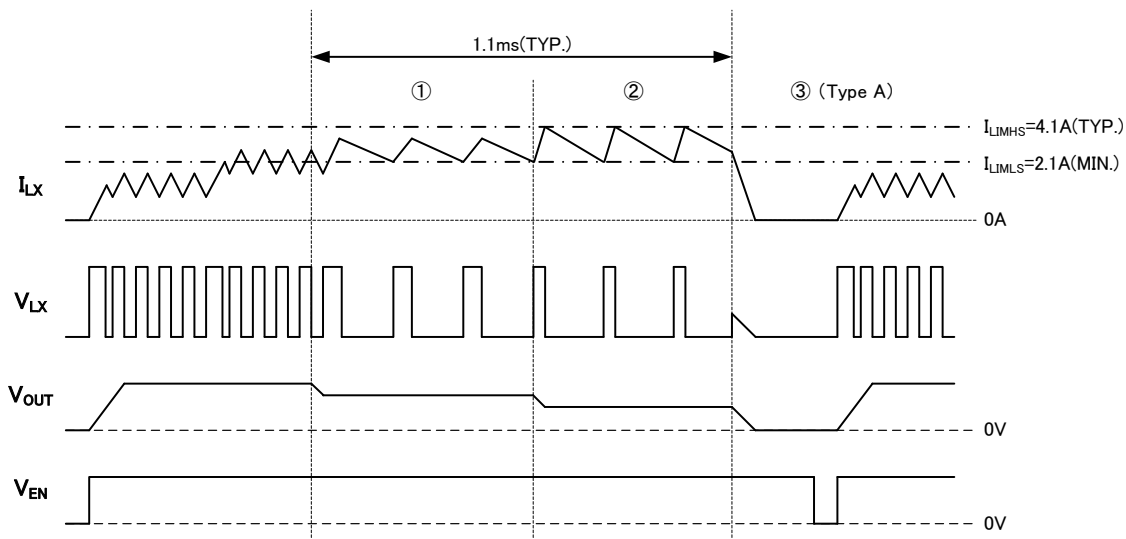 1.1ms(TYP.)
① ② ③ (Type A)
ILIMHS=4.1A(TYP.)
ILIMLS=2.1A(MIN.)
ILX
0A
VLX
VOUT
0V
VEN
0V